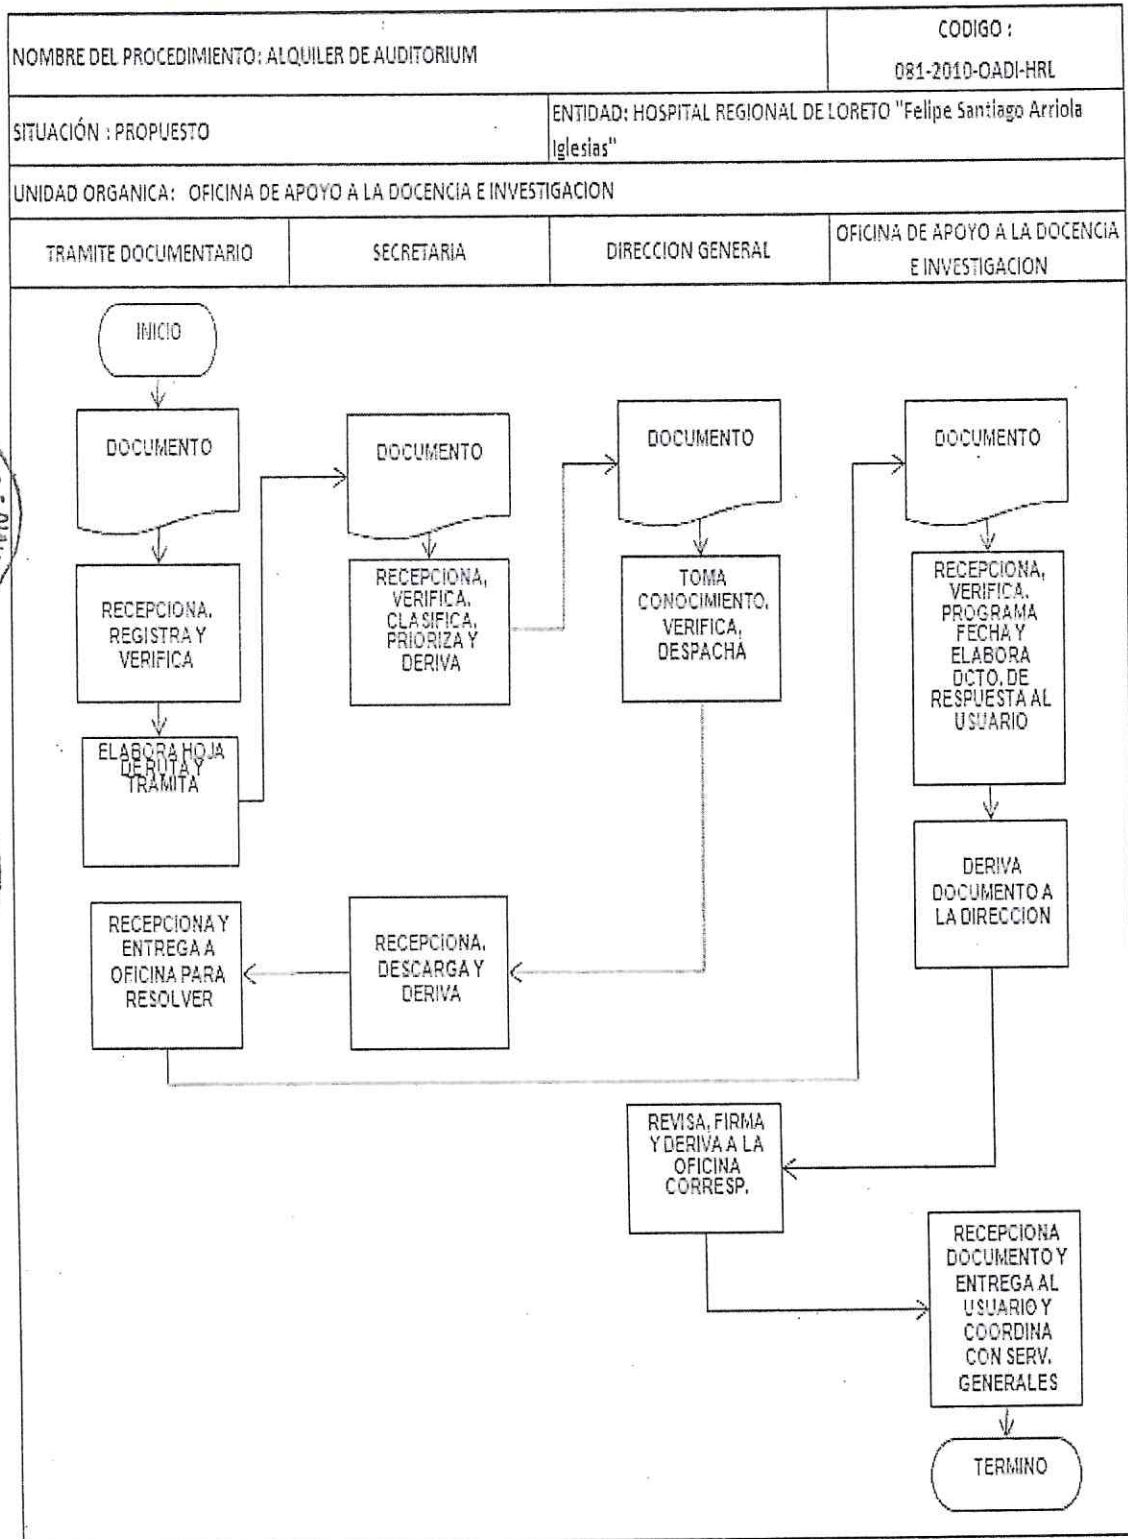 NOMBRE DEL PROCEDIMIENTO: ALQUILER DE AUDITORIUM
CODIGO :
081-2010-OADI-HRL
SITUACIÓN : PROPUESTO
ENTIDAD: HOSPITAL REGIONAL DE LORETO "Felipe Santiago Arriola
Iglesias"
UNIDAD ORGANICA: OFICINA DE APOYO A LA DOCENCIA E INVESTIGACION
TRAMITE DOCUMENTARIO
SECRETARIA
DIRECCION GENERAL
OFICINA DE APOYO A LA DOCENCIA
E INVESTIGACION
INICIO
DOCUMENTO
DOCUMENTO
DOCUMENTO
DOCUMENTO
RECEPCIONA,
REGISTRA Y
VERIFICA
RECEPCIONA,
VERIFICA,
CLASIFICA,
PRIORIZA Y
DERIVA
TOMA
CONOCIMIENTO,
VERIFICA,
DESPACHA
RECEPCIONA,
VERIFICA,
PROGRAMA
FECHA Y
ELABORA
DCTO. DE
RESPUESTA AL
USUARIO
ELABORA HOJA
DE RUTA Y
TRAMITA
DERIVA
DOCUMENTO A
LA DIRECCION
RECEPCIONA Y
ENTREGA A
OFICINA PARA
RESOLVER
RECEPCIONA,
DESCARGA Y
DERIVA
REVISA, FIRMA
Y DERIVA A LA
OFICINA
CORRESP.
RECEPCIONA
DOCUMENTO Y
ENTREGA AL
USUARIO Y
COORDINA
CON SERV.
GENERALES
TERMINO